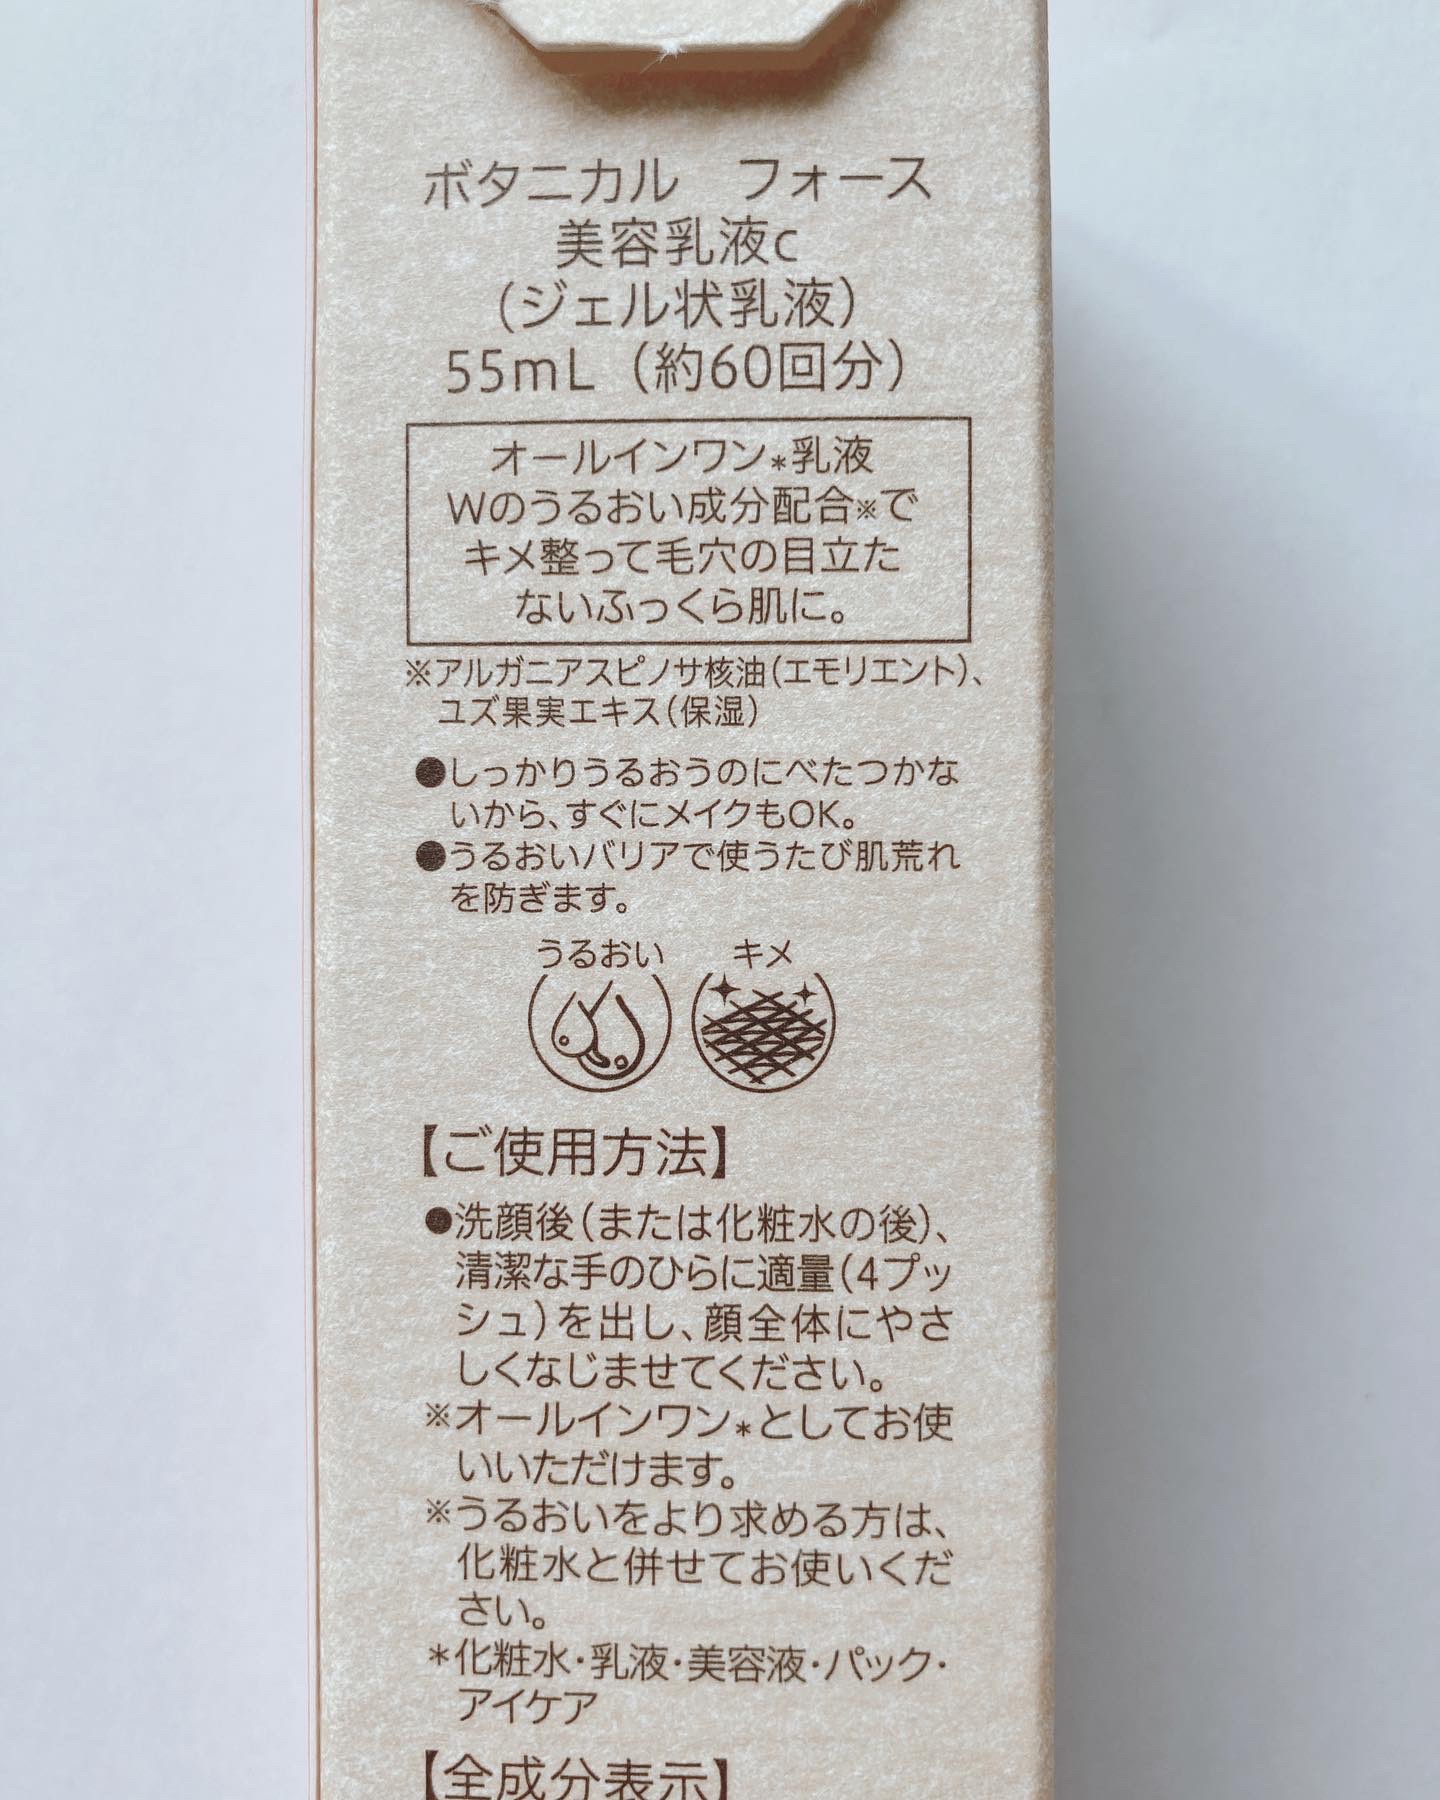 ボタニカル　フォース
美容乳液c
（ジェル状乳液）
55mL（約60回分）
オールインワン*乳液
Wのうるおい成分配合※で
キメ整って毛穴の目立た
ないふっくら肌に。
※アルガニアスピノサ核油（エモリエント）、
ユズ果実エキス（保湿）
●しっかりうるおうのにべたつかな
いから、すぐにメイクもOK。
●うるおいバリアで使うたび肌荒れ
を防ぎます。
うるおい　キメ
【ご使用方法】
●洗顔後（または化粧水の後）、
清潔な手のひらに適量（4プッ
シュ）を出し、顔全体にやさ
しくなじませてください。
※オールインワン*としてお使
いいただけます。
※うるおいをより求める方は、
化粧水と併せてお使いくだ
さい。
*化粧水・乳液・美容液・パック・
アイケア
【全成分表示】